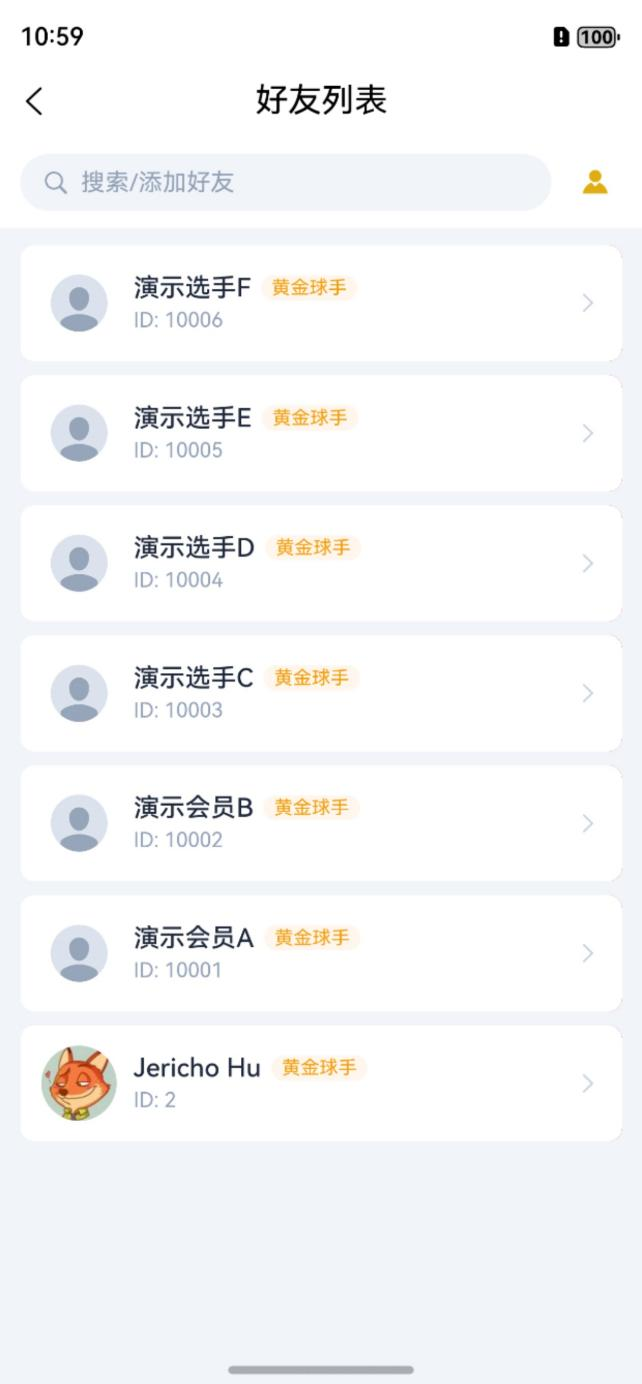 10:59
100
好友列表
搜索/添加好友
演示选手F 黄金球手
ID: 10006
演示选手E 黄金球手
ID: 10005
演示选手D 黄金球手
ID: 10004
演示选手C 黄金球手
ID: 10003
演示会员B 黄金球手
ID: 10002
演示会员A 黄金球手
ID: 10001
Jericho Hu 黄金球手
ID: 2